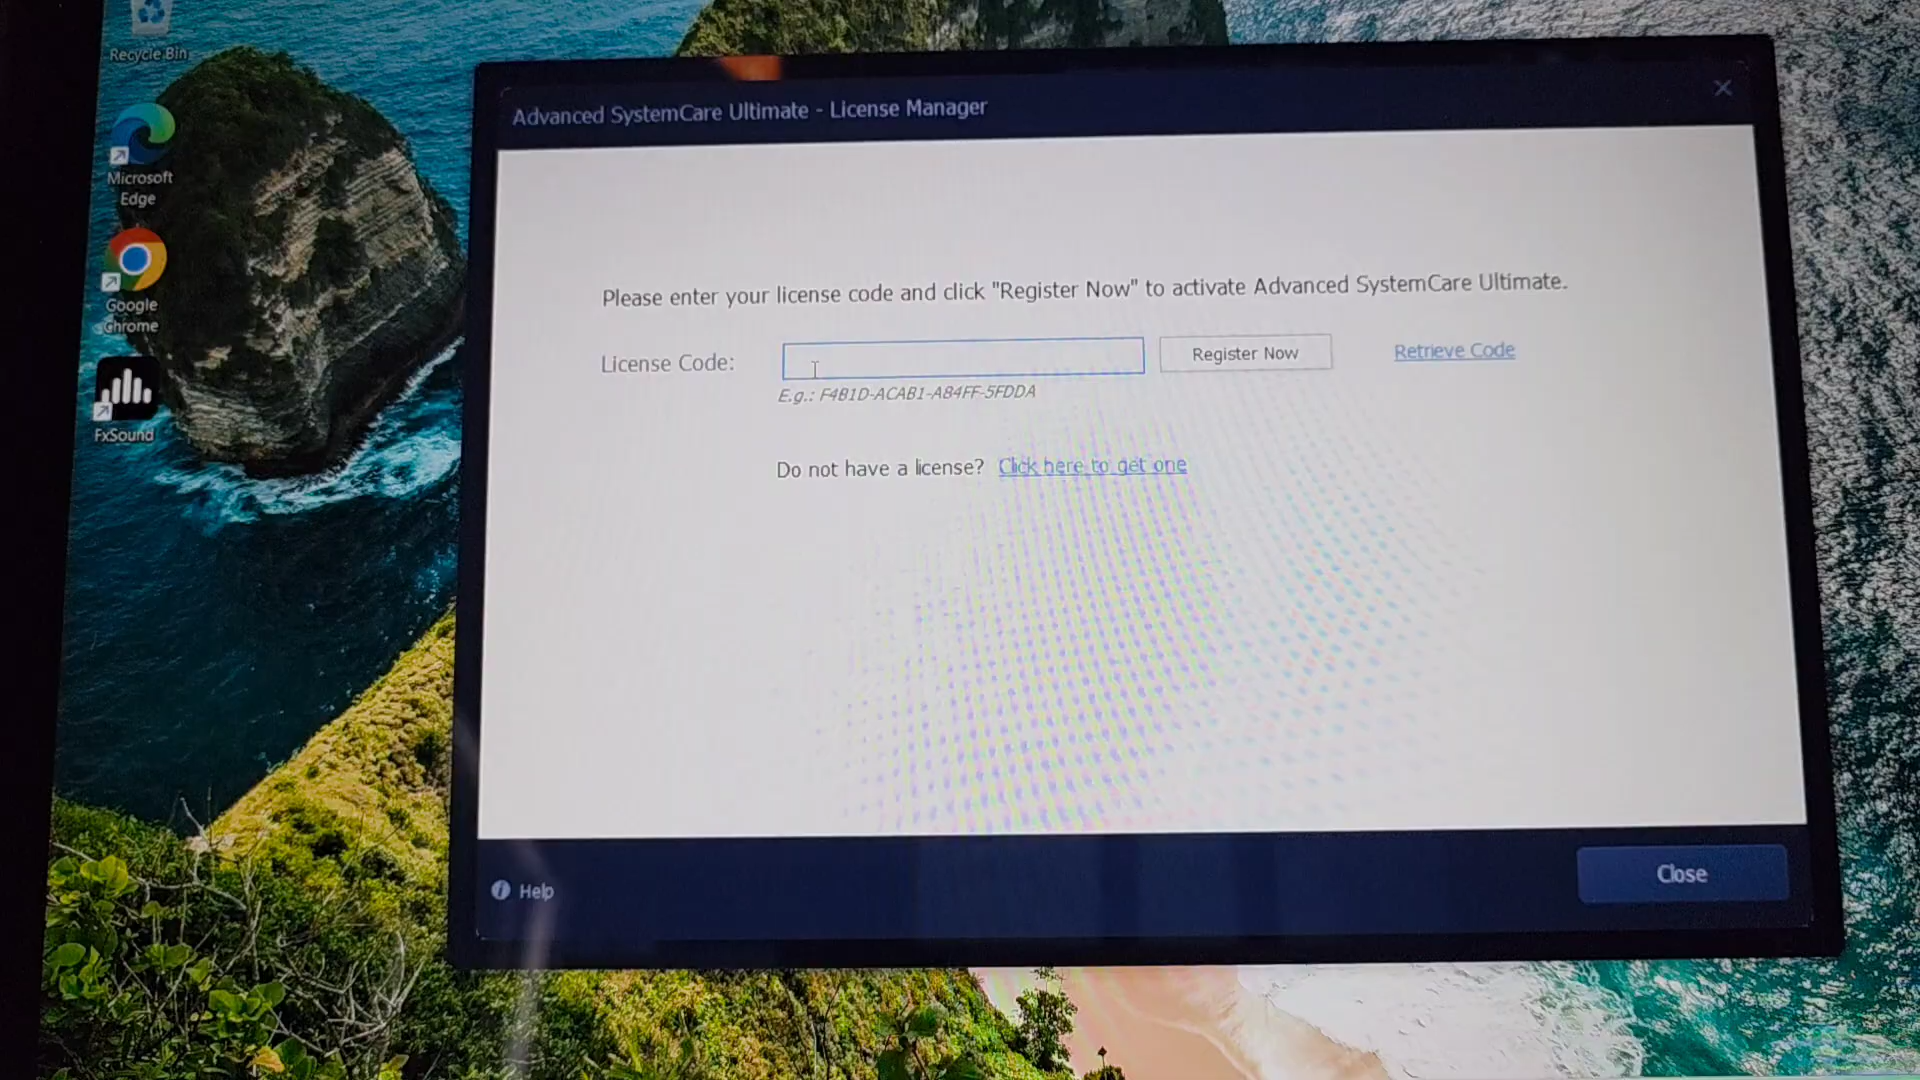 Recycle Bin
Microsoft
Edge
Google
Chrome
FxSound
Advanced SystemCare Ultimate - License Manager
Please enter your license code and click "Register Now" to activate Advanced SystemCare Ultimate.
License Code:
Register Now
Retrieve Code
E.g.: F4B1D-ACAB1-A84FF-5FDDA
Do not have a license? Click here to get one
Help
Close